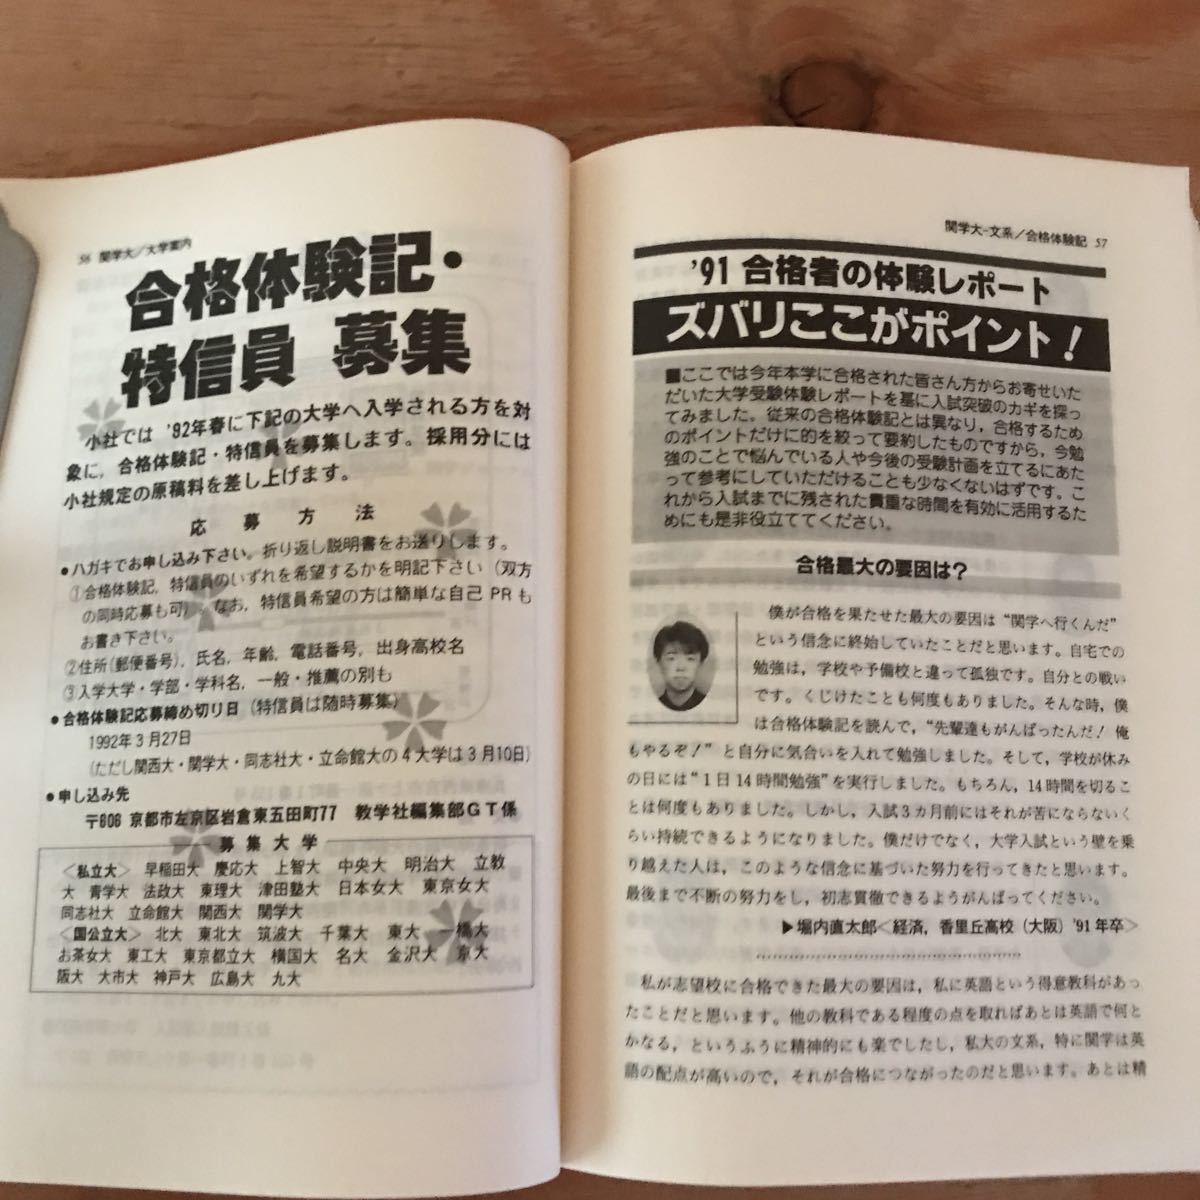 56 関学大／大学案内
合格体験記・
特信員 募集
小社では '92年春に下記の大学へ入学される方を対
象に，合格体験記・特信員を募集します。採用分には
小社規定の原稿料を差し上げます。
応募方法
●ハガキでお申し込み下さい。折り返し説明書をお送りします。
①合格体験記，特信員のいずれを希望するかを明記下さい（双方
の同時応募も可）。なお，特信員希望の方は簡単な自己PRも
お書き下さい。
②住所(郵便番号)，氏名，年齢，電話番号，出身高校名
③入学大学・学部・学科名，一般・推薦の別も
●合格体験記応募締め切り日（特信員は随時募集）
1992年3月27日
(ただし関西大・関学大・同志社大・立命館大の4大学は3月10日)
●申し込み先
〒606 京都市左京区岩倉東五田町77 教学社編集部GT係
募集大学
〈私立大〉 早稲田大 慶応大 上智大 中央大 明治大 立教
大 青学大 法政大 東理大 津田塾大 日本女大 東京女大
同志社大 立命館大 関西大 関学大
〈国公立大〉 北大 東北大 筑波大 千葉大 東大 一橋大
お茶女大 東工大 東京都立大 横国大 名大 金沢大 京大
阪大 大市大 神戸大 広島大 九大
関学大-文系／合格体験記 57
'91 合格者の体験レポート
ズバリここがポイント！
■ここでは今年本学に合格された皆さん方からお寄せいた
だいた大学受験体験レポートを基に入試突破のカギを探っ
てみました。従来の合格体験記とは異なり，合格するため
のポイントだけに的を絞って要約したものですから，今勉
強のことで悩んでいる人や今後の受験計画を立てるにあた
って参考にしていただけることも少なくないはずです。こ
れから入試までに残された貴重な時間を有効に活用するた
めにも是非役立ててください。
合格最大の要因は？
僕が合格を果たせた最大の要因は“関学へ行くんだ”
という信念に終始していたことだと思います。自宅での
勉強は，学校や予備校と違って孤独です。自分との戦い
です。くじけたことも何度もありました。そんな時，僕
は合格体験記を読んで，“先輩達もがんばったんだ！俺
もやるぞ！”と自分に気合いを入れて勉強しました。そして，学校が休み
の日には“1日14時間勉強”を実行しました。もちろん，14時間を切るこ
とは何度もありました。しかし，入試3カ月前にはそれが苦にならないく
らい持続できるようになりました。僕だけでなく，大学入試という壁を乗
り越えた人は，このような信念に基づいた努力を行ってきたと思います。
最後まで不断の努力をし，初志貫徹できるようがんばってください。
▶堀内直太郎〈経済，香里丘高校（大阪）'91年卒〉
私が志望校に合格できた最大の要因は，私に英語という得意教科があっ
たことだと思います。他の教科である程度の点を取ればあとは英語で何と
かなる，というふうに精神的にも楽でしたし，私大の文系，特に関学は英
語の配点が高いので，それが合格につながったのだと思います。あとは精